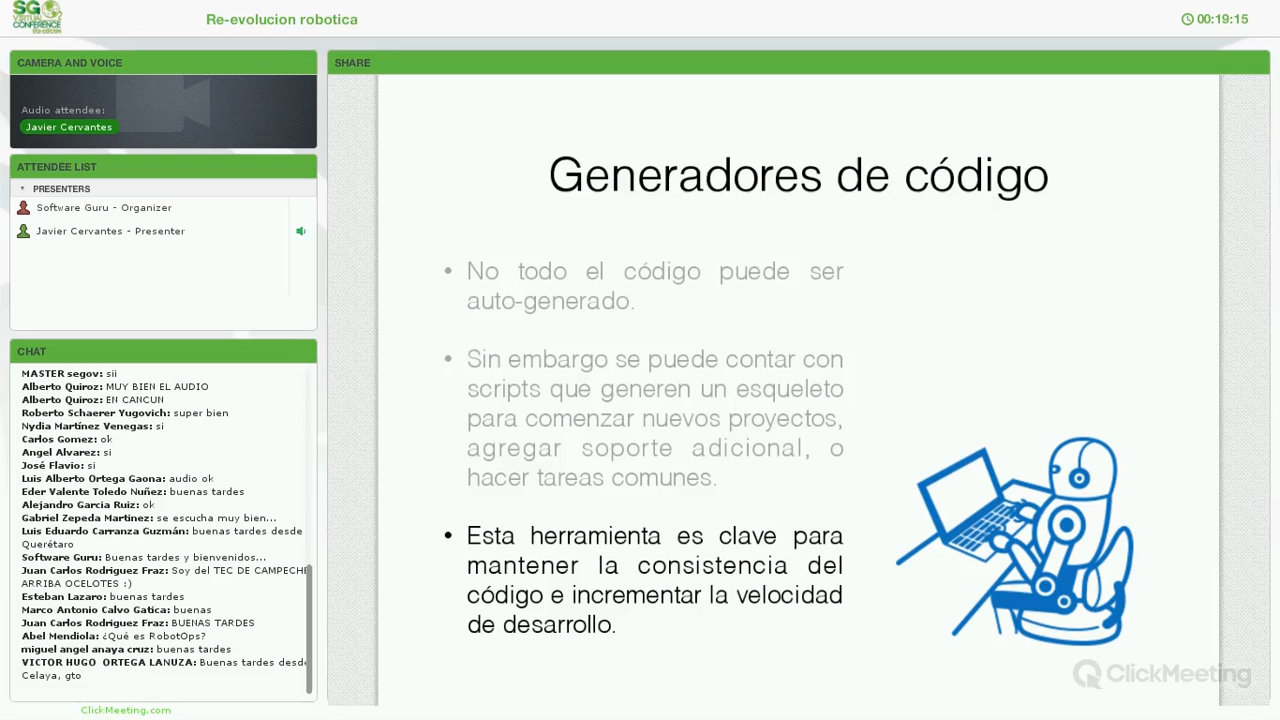 SG
VIRTUAL
CONFERENCE
Re-evolucion robotica
00:19:15
CAMERA AND VOICE
Audio attendee:
Javier Cervantes
ATTENDEE LIST
PRESENTERS
Software Guru - Organizer
Javier Cervantes - Presenter
CHAT
MASTER segov: sii
Alberto Quiroz: MUY BIEN EL AUDIO
Alberto Quiroz: EN CANCUN
Roberto Schaerer Yugovich: super bien
Nydia Martínez Venegas: si
Carlos Gomez: ok
Angel Alvarez: si
José Flavio: si
Luis Alberto Ortega Gaona: audio ok
Eder Valente Toledo Nuñez: buenas tardes
Alejandro Garcia Ruiz: ok
Gabriel Zepeda Martinez: se escucha muy bien...
Luis Eduardo Carranza Guzmán: buenas tardes desde
Querétaro
Software Guru: Buenas tardes y bienvenidos...
Juan Carlos Rodriguez Fraz: Soy del TEC DE CAMPECHE
ARRIBA OCELOTES :)
Esteban Lazaro: buenas tardes
Marco Antonio Calvo Gatica: buenas
Juan Carlos Rodriguez Fraz: BUENAS TARDES
Abel Mendiola: ¿Qué es RobotOps?
miguel angel anaya cruz: buenas tardes
VICTOR HUGO ORTEGA LANUZA: Buenas tardes desde
Celaya, gto
ClickMeeting.com
SHARE
Generadores de código
• No todo el código puede ser
auto-generado.
• Sin embargo se puede contar con
scripts que generen un esqueleto
para comenzar nuevos proyectos,
agregar soporte adicional, o
hacer tareas comunes.
• Esta herramienta es clave para
mantener la consistencia del
código e incrementar la velocidad
de desarrollo.
ClickMeeting